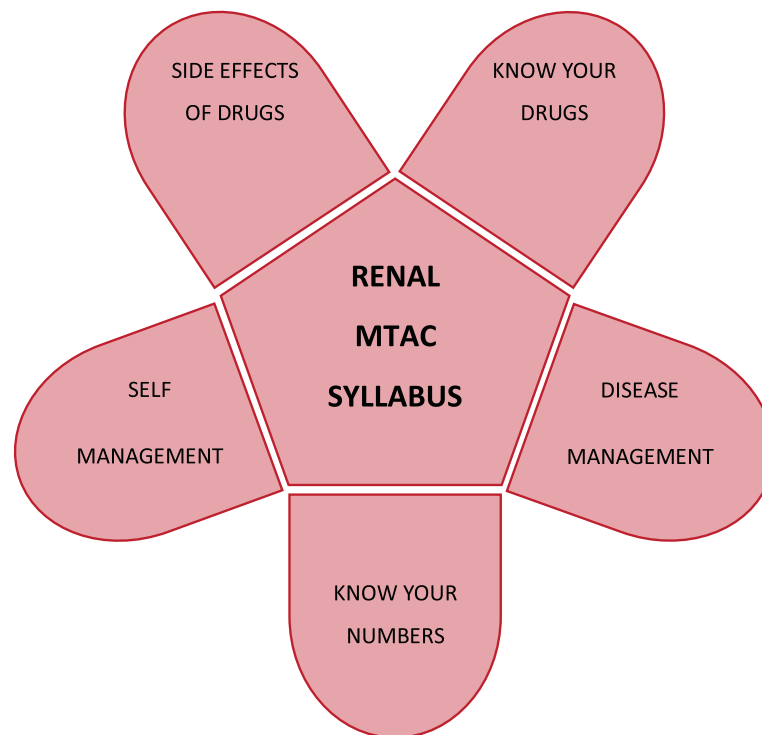 SIDE EFFECTS
OF DRUGS
KNOW YOUR
DRUGS
RENAL
MTAC
SYLLABUS
SELF
MANAGEMENT
DISEASE
MANAGEMENT
KNOW YOUR
NUMBERS